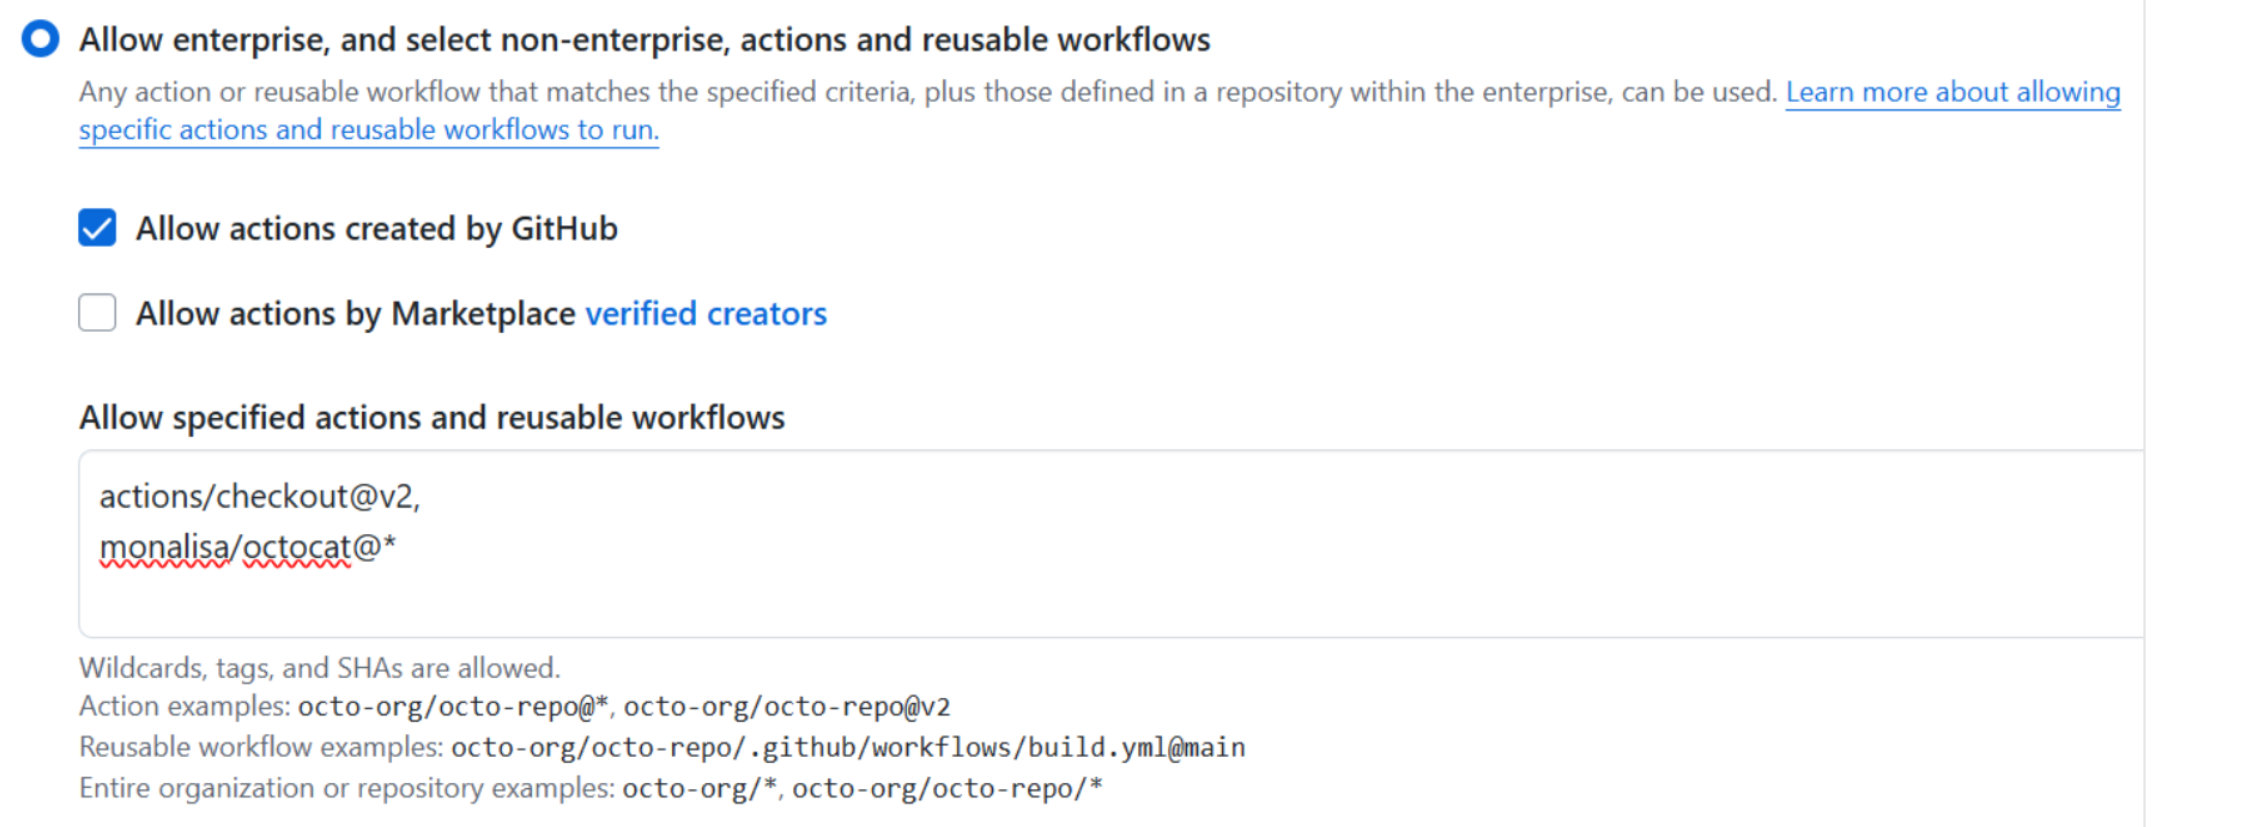 Allow enterprise, and select non-enterprise, actions and reusable workflows
Any action or reusable workflow that matches the specified criteria, plus those defined in a repository within the enterprise, can be used. Learn more about allowing
specific actions and reusable workflows to run.
Allow actions created by GitHub
Allow actions by Marketplace verified creators
Allow specified actions and reusable workflows
actions/checkout@v2,
monalisa/octocat@*
Wildcards, tags, and SHAs are allowed.
Action examples: octo-org/octo-repo@*, octo-org/octo-repo@v2
Reusable workflow examples: octo-org/octo-repo/.github/workflows/build.yml@main
Entire organization or repository examples: octo-org/*, octo-org/octo-repo/*